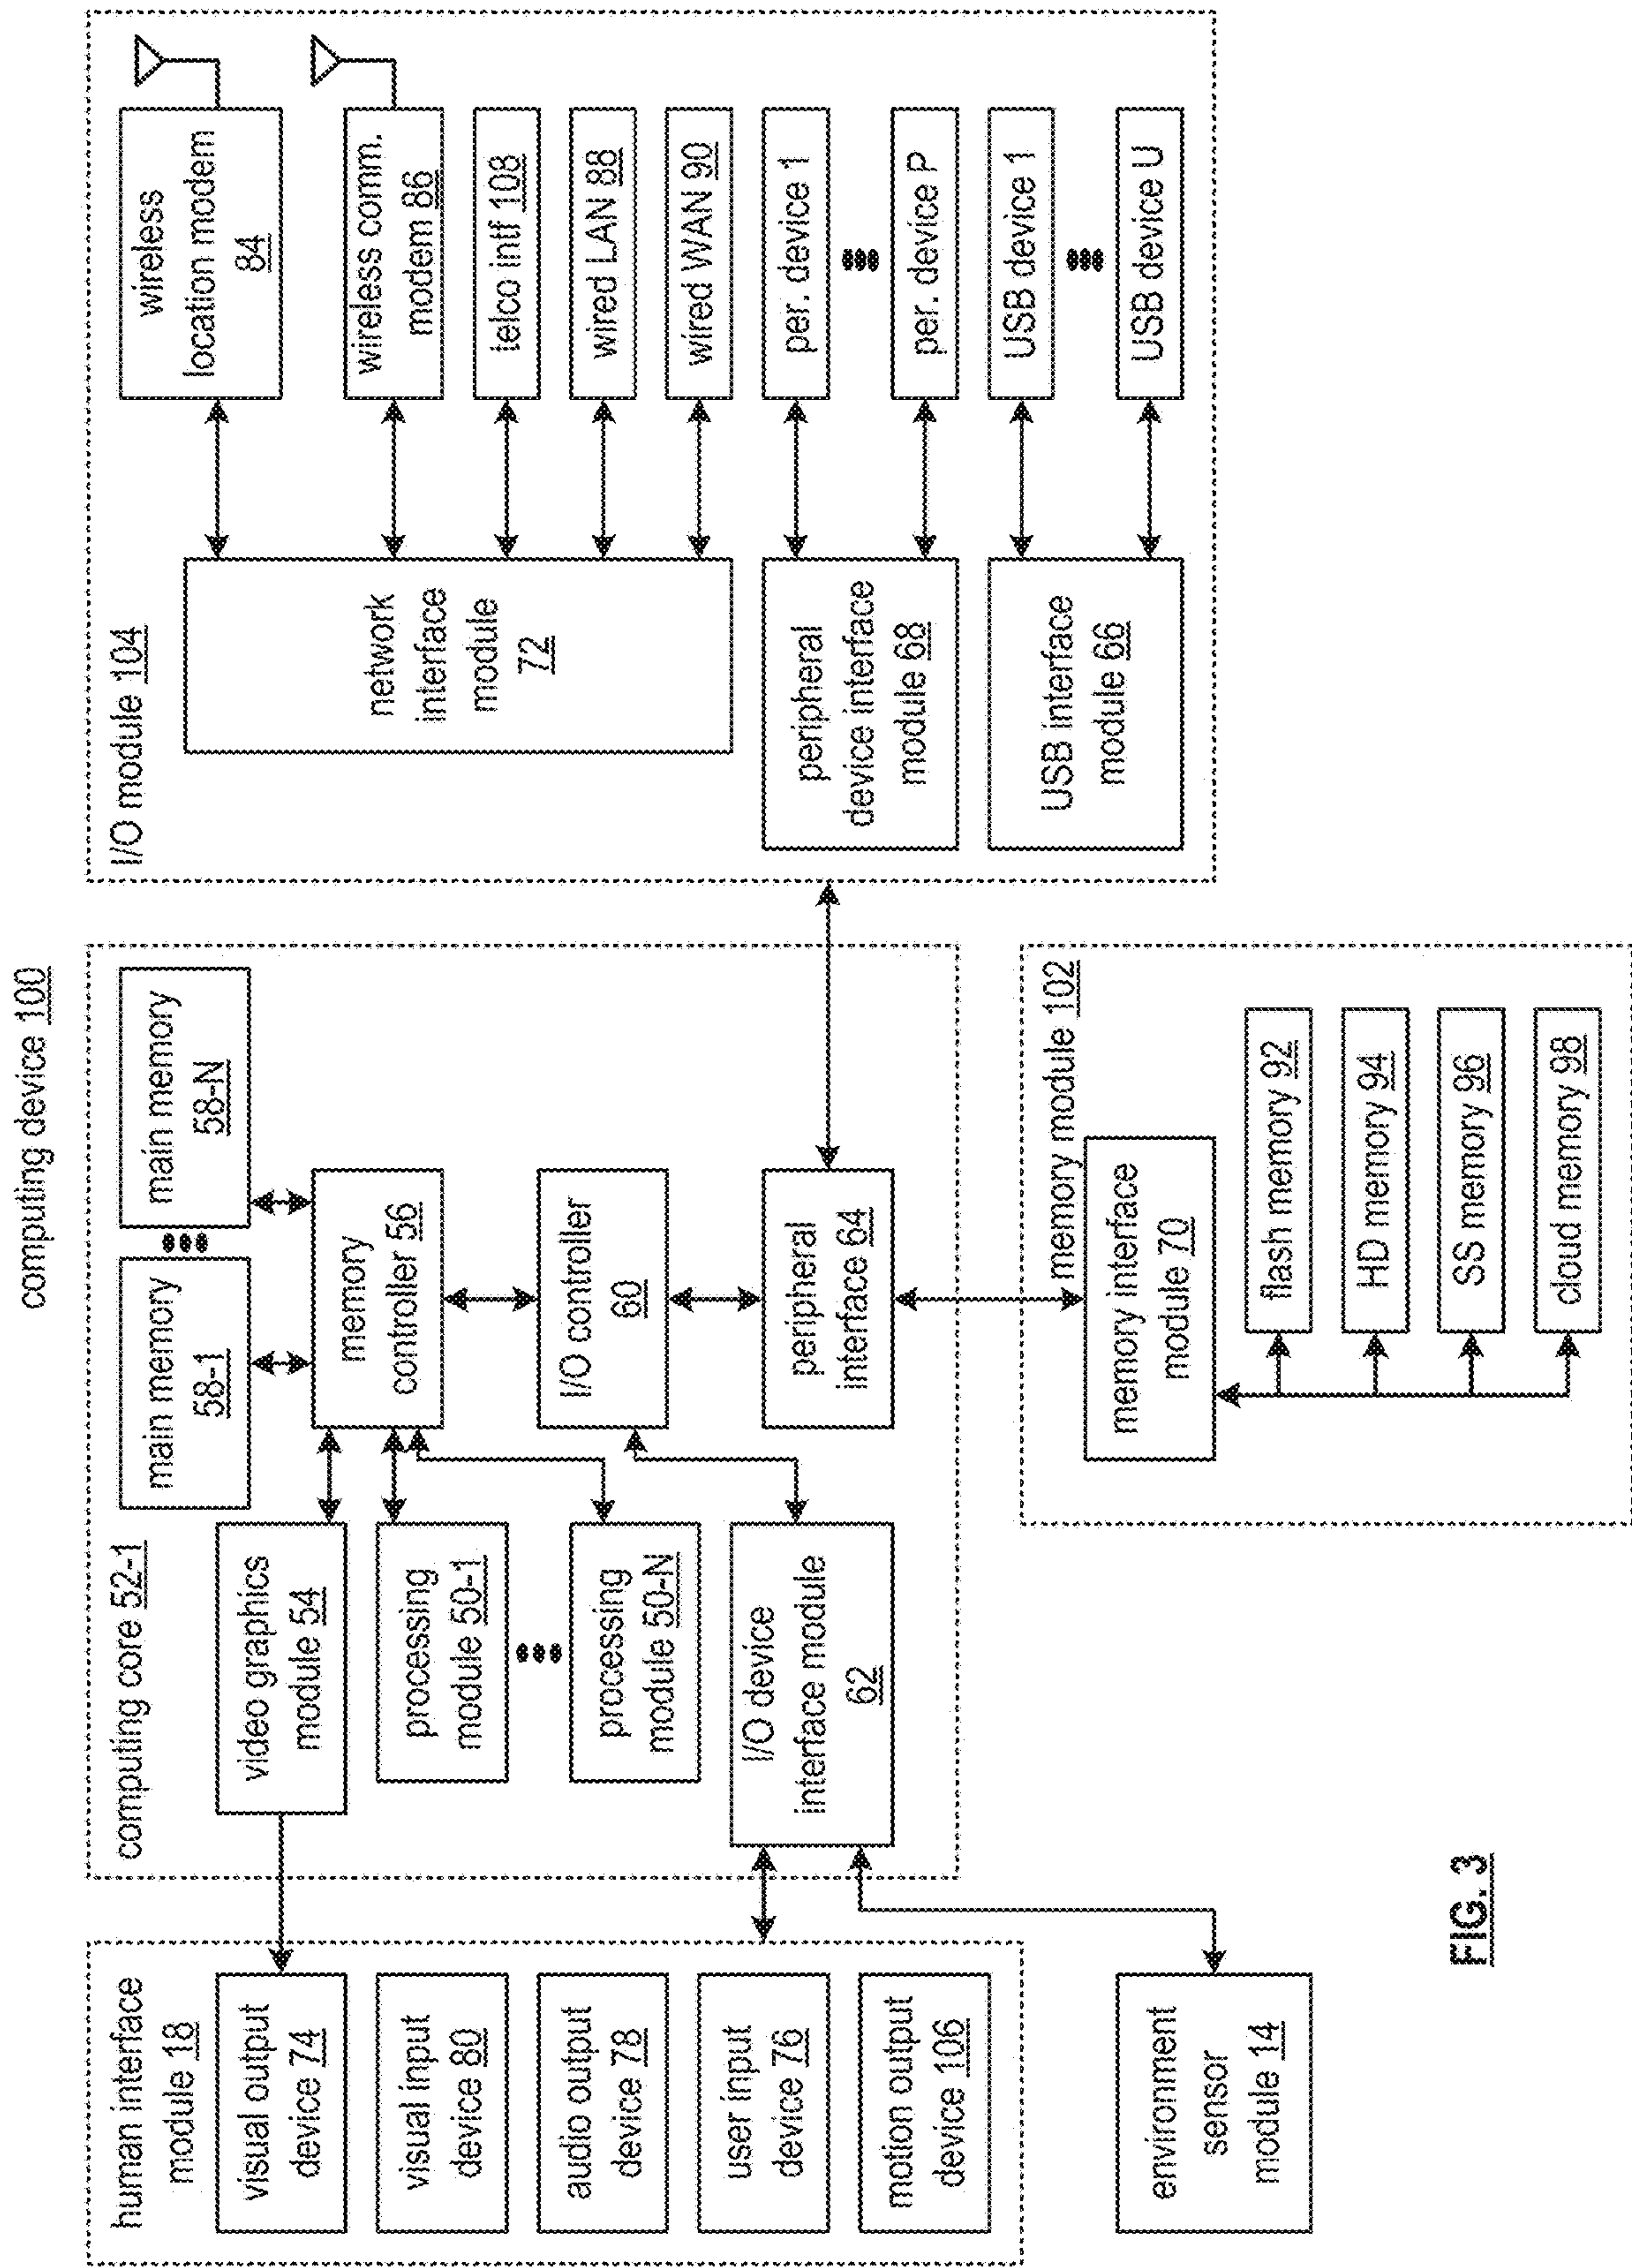 computing device 100
human interface
module 18
visual output
device 74
visual input
device 80
audio output
device 78
user input
device 76
motion output
device 106
environment
sensor
module 14
computing core 52-1
video graphics
module 54
processing
module 50-1
processing
module 50-N
I/O device
interface module
62
main memory
58-1
main memory
58-N
memory
controller 56
I/O controller
60
peripheral
interface 64
memory module 102
memory interface
module 70
flash memory 92
HD memory 94
SS memory 96
cloud memory 98
I/O module 104
network
interface
module
72
peripheral
device interface
module 68
USB interface
module 66
wireless
location modem
84
wireless comm.
modem 86
telco intf 108
wired LAN 88
wired WAN 90
per. device 1
per. device P
USB device 1
USB device U
FIG. 3